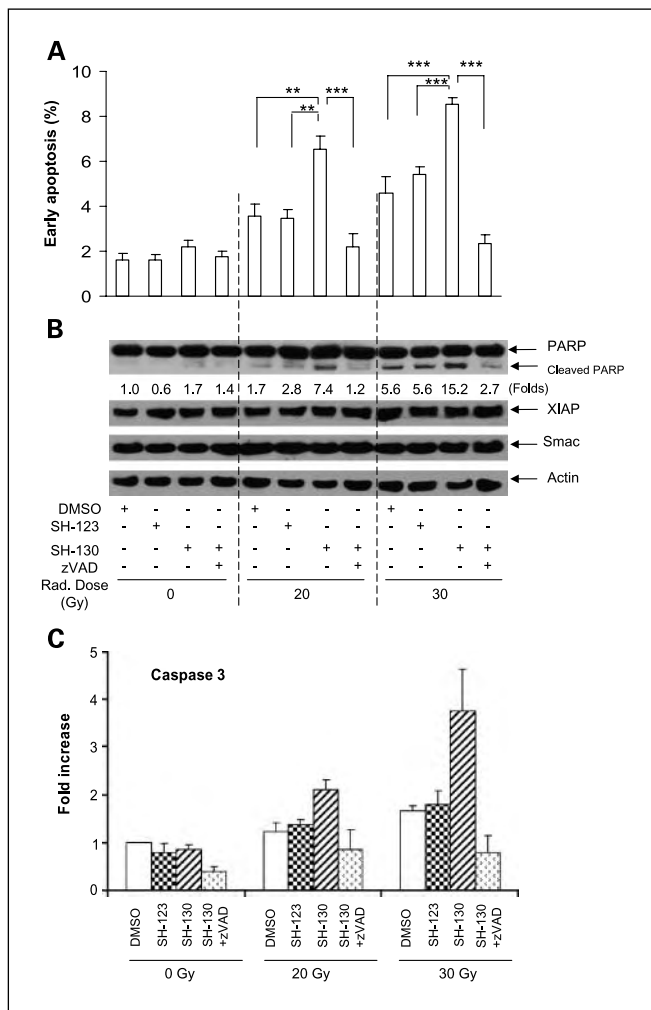 A
Early apoptosis (%)
10
8
6
4
2
0
** *** ** *** *** ***
B
PARP
Cleaved PARP
1.0 0.6 1.7 1.4 1.7 2.8 7.4 1.2 5.6 5.6 15.2 2.7 (Folds)
XIAP
Smac
Actin
DMSO + - - - + - - - + - - -
SH-123 - + - - - + - - - + - -
SH-130 - - + + - - + + - - + +
zVAD - - - + - - - + - - - +
Rad. Dose (Gy) 0 20 30
C
Caspase 3
Fold increase
5
4
3
2
1
0
DMSO SH-123 SH-130 SH-130 +zVAD DMSO SH-123 SH-130 SH-130 +zVAD DMSO SH-123 SH-130 SH-130 +zVAD
0 Gy 20 Gy 30 Gy